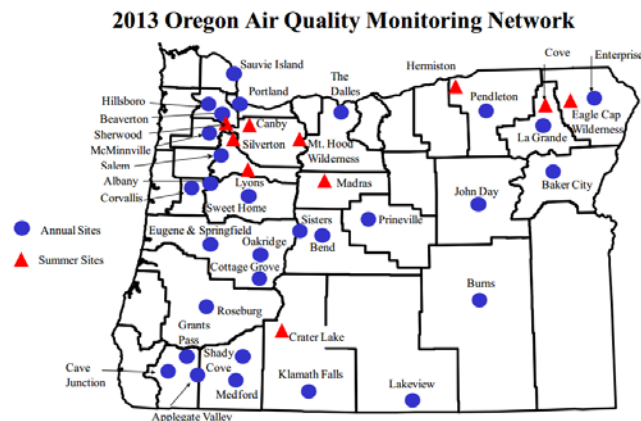 2013 Oregon Air Quality Monitoring Network
Sauvie Island
Portland
The
Dalles
Hermiston
Cove
Enterprise
Hillsboro
Beaverton
Sherwood
McMinnville
Salem
Albany
Corvallis
Canby
Silverton
Mt. Hood
Wilderness
Pendleton
Eagle Cap
Wilderness
La Grande
Lyons
Sweet Home
Madras
John Day
Baker City
Annual Sites
Summer Sites
Eugene & Springfield
Oakridge
Cottage Grove
Sisters
Bend
Prineville
Burns
Roseburg
Grants
Pass
Crater Lake
Cave
Junction
Shady
Cove
Medford
Applegate Valley
Klamath Falls
Lakeview